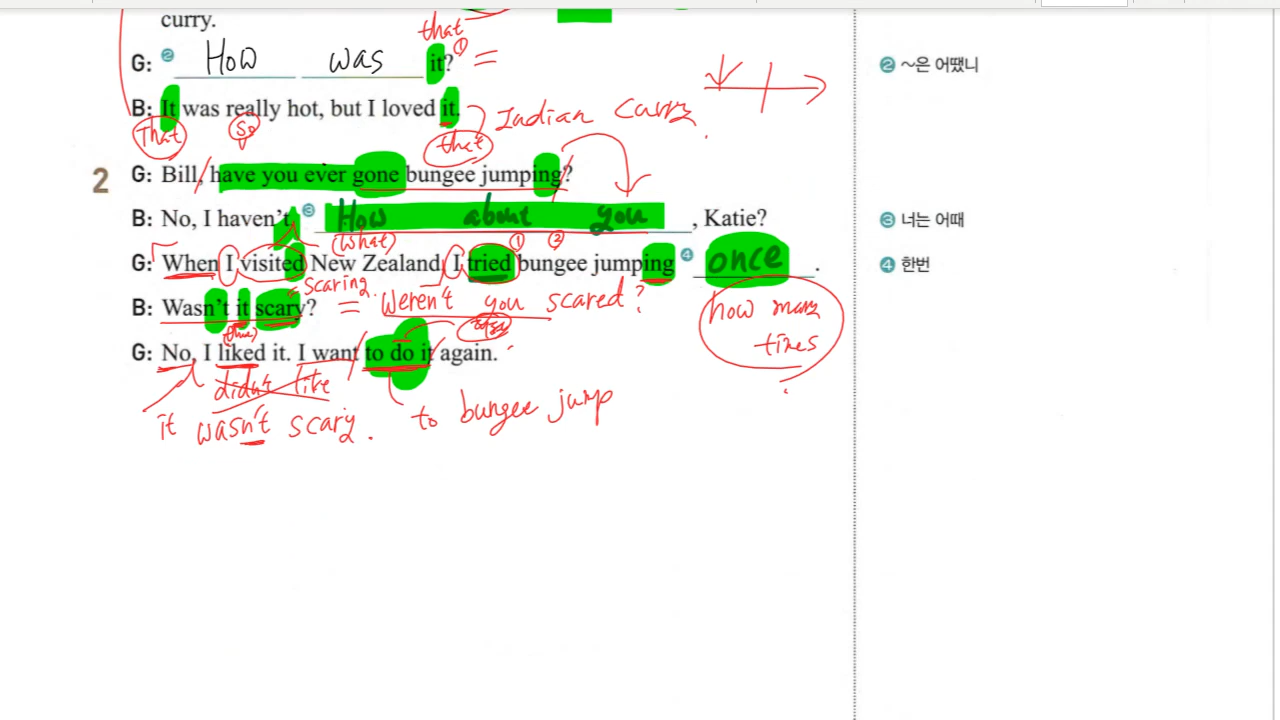 curry.
that
G: ② How was it? ① =
② ~은 어땠니
B: It was really hot, but I loved it.
Indian curry
That
So
that
2 G: Bill, have you ever gone bungee jumping?
B: No, I haven't. ③ How about you, Katie?
③ 너는 어때
(what) ① ②
G: When I visited New Zealand, I tried bungee jumping ④ once.
④ 한번
scaring
B: Wasn't it scary? = Weren't you scared?
how many
times
G: No, I liked it. I want to do it again.
didn't like
it wasn't scary. to bungee jump